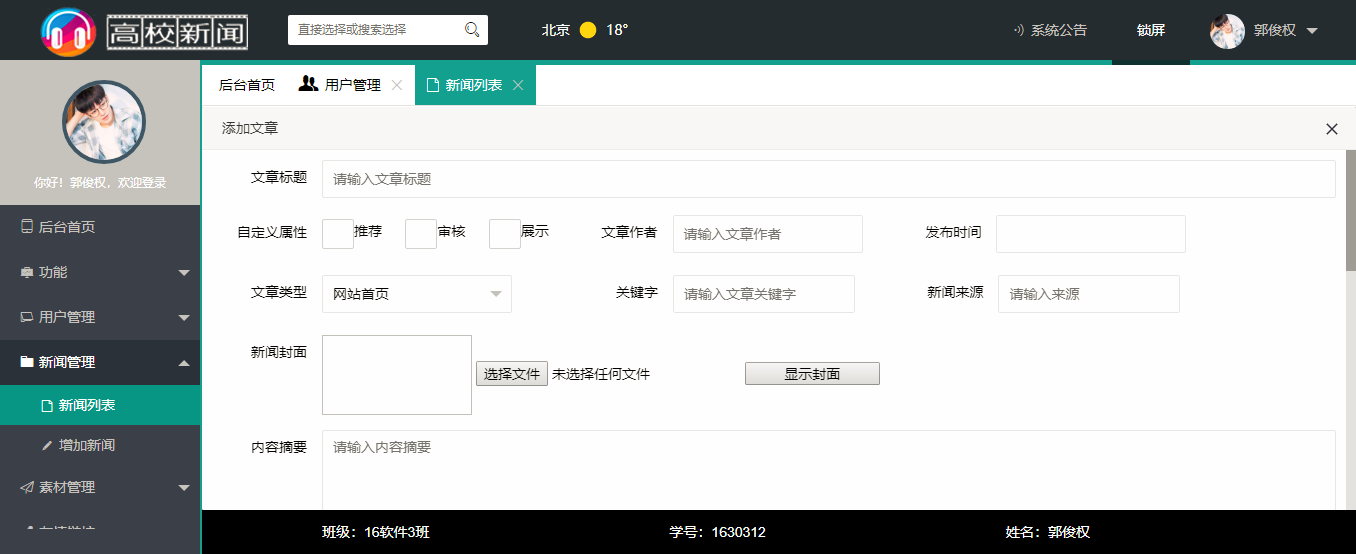 高校新闻 直接选择或搜索选择 北京 18° 系统公告 锁屏 郭俊权
后台首页 用户管理 新闻列表
添加文章
你好！郭俊权，欢迎登录
文章标题 请输入文章标题
后台首页
自定义属性 推荐 审核 展示 文章作者 请输入文章作者 发布时间
功能
文章类型 网站首页 关键字 请输入文章关键字 新闻来源 请输入来源
用户管理
新闻管理
新闻封面 选择文件 未选择任何文件 显示封面
新闻列表
增加新闻
内容摘要 请输入内容摘要
素材管理
班级：16软件3班 学号：1630312 姓名：郭俊权